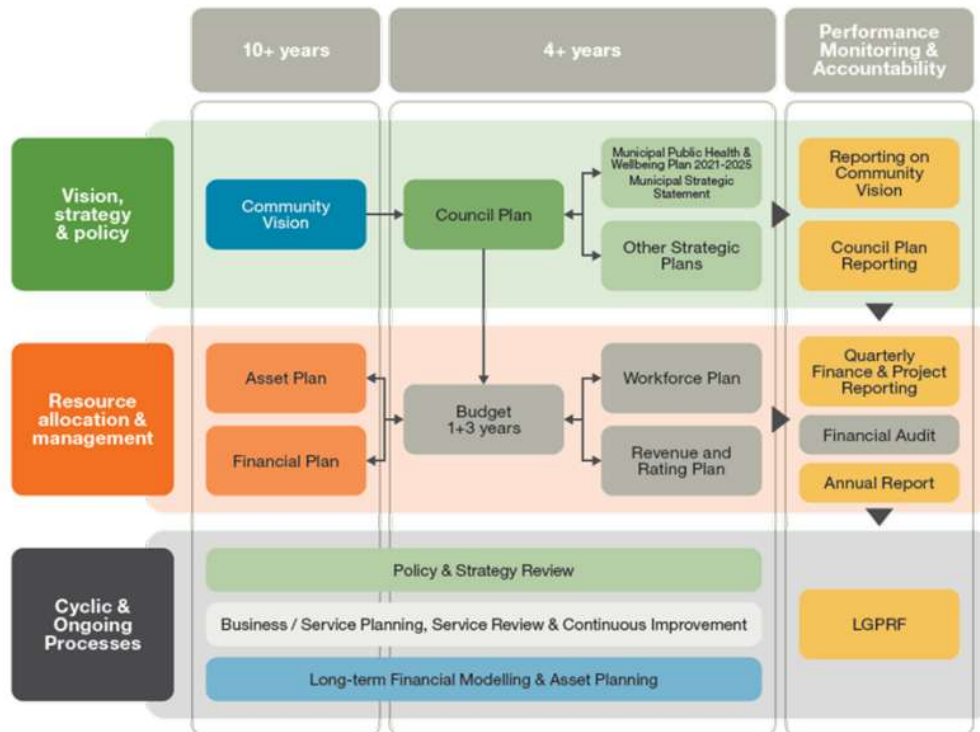 10+ years
4+ years
Performance
Monitoring &
Accountability
Vision,
strategy
& policy
Community
Vision
Council Plan
Municipal Public Health &
Wellbeing Plan 2021-2025
Municipal Strategic
Statement
Other Strategic
Plans
Reporting on
Community
Vision
Council Plan
Reporting
Resource
allocation &
management
Asset Plan
Financial Plan
Budget
1+3 years
Workforce Plan
Revenue and
Rating Plan
Quarterly
Finance & Project
Reporting
Financial Audit
Annual Report
Cyclic &
Ongoing
Processes
Policy & Strategy Review
Business / Service Planning, Service Review & Continuous Improvement
Long-term Financial Modelling & Asset Planning
LGPRF